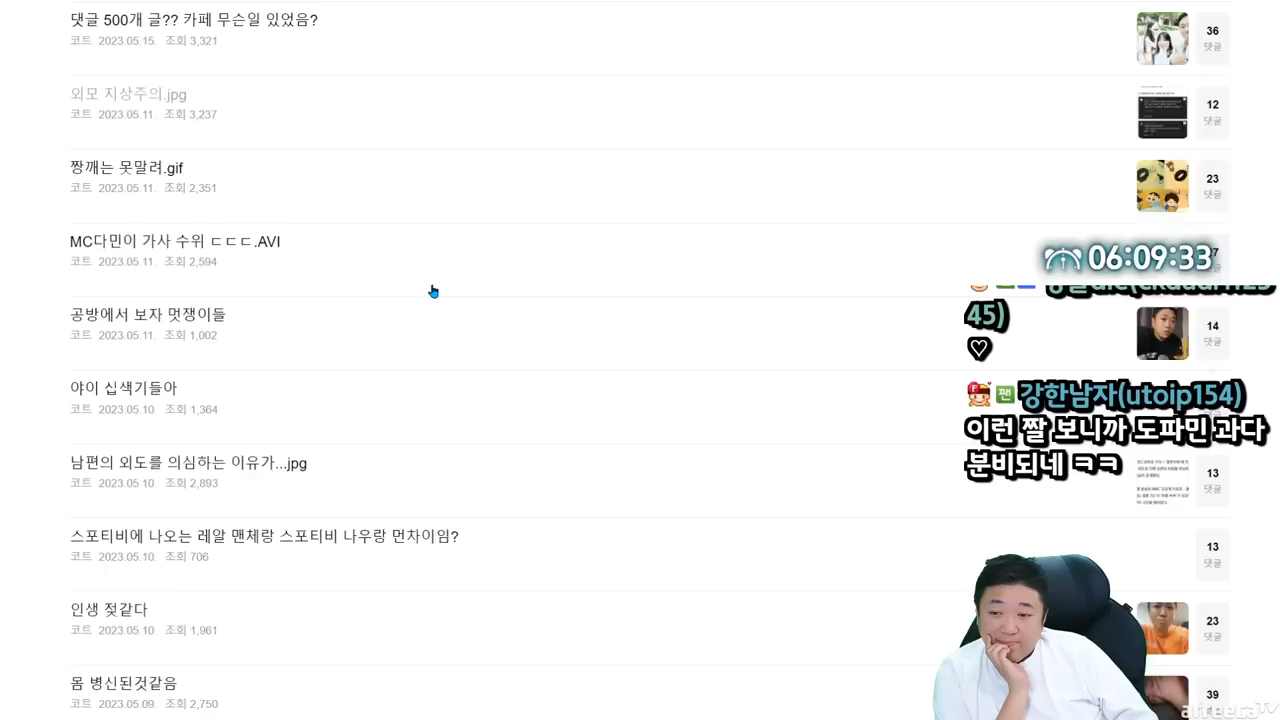 댓글 500개 글?? 카페 무슨일 있었음?
코트 2023.05.15. 조회 3,321
36
댓글
외모 지상주의.jpg
코트 2023.05.11. 조회 3,237
12
댓글
짱깨는 못말려.gif
코트 2023.05.11. 조회 2,351
23
댓글
MC다민이 가사 수위 ㄷㄷㄷ.AVI
코트 2023.05.11. 조회 2,594
06:09:33
45)
♡
공방에서 보자 멋쟁이들
코트 2023.05.11. 조회 1,002
14
댓글
야이 십색기들아
코트 2023.05.10. 조회 1,364
F 팬 강한남자(utoip154)
이런 짤 보니까 도파민 과다
분비되네 ㅋㅋ
남편의 외도를 의심하는 이유가...jpg
코트 2023.05.10. 조회 2,893
13
댓글
스포티비에 나오는 레알 맨체랑 스포티비 나우랑 먼차이임?
코트 2023.05.10. 조회 706
13
댓글
인생 젖같다
코트 2023.05.10. 조회 1,961
23
댓글
몸 병신된것같음
코트 2023.05.09. 조회 2,750
39
댓글
afreecaTV